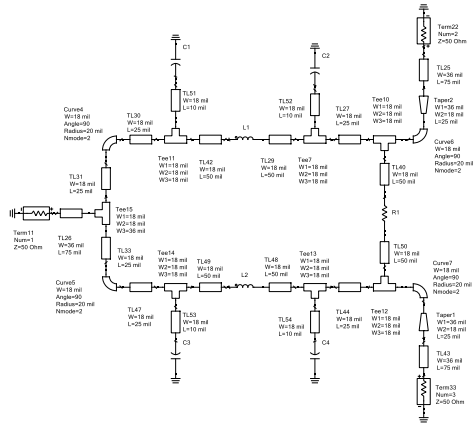 Term22
Num=2
Z=50 Ohm
C1
C2
TL25
W=36 mil
L=75 mil
TL51
W=18 mil
L=10 mil
TL52
W=18 mil
L=10 mil
Taper2
W1=36 mil
W2=18 mil
L=25 mil
Curve4
W=18 mil
Angle=90
Radius=20 mil
Nmode=2
TL30
W=18 mil
L=25 mil
TL27
W=18 mil
L=25 mil
Tee10
W1=18 mil
W2=18 mil
W3=18 mil
L1
Tee11
W1=18 mil
W2=18 mil
W3=18 mil
TL42
W=18 mil
L=50 mil
TL29
W=18 mil
L=50 mil
Tee7
W1=18 mil
W2=18 mil
W3=18 mil
Curve6
W=18 mil
Angle=90
Radius=20 mil
Nmode=2
TL40
W=18 mil
L=50 mil
TL31
W=18 mil
L=25 mil
Tee15
W1=18 mil
W2=18 mil
W3=36 mil
R1
Term11
Num=1
Z=50 Ohm
TL26
W=36 mil
L=75 mil
TL33
W=18 mil
L=25 mil
Tee14
W1=18 mil
W2=18 mil
W3=18 mil
TL49
W=18 mil
L=50 mil
TL48
W=18 mil
L=50 mil
Tee13
W1=18 mil
W2=18 mil
W3=18 mil
TL50
W=18 mil
L=50 mil
Curve7
W=18 mil
Angle=90
Radius=20 mil
Nmode=2
Curve5
W=18 mil
Angle=90
Radius=20 mil
Nmode=2
L2
TL47
W=18 mil
L=25 mil
TL53
W=18 mil
L=10 mil
TL54
W=18 mil
L=10 mil
TL44
W=18 mil
L=25 mil
Tee12
W1=18 mil
W2=18 mil
W3=18 mil
Taper1
W1=36 mil
W2=18 mil
L=25 mil
C3
C4
TL43
W=36 mil
L=75 mil
Term33
Num=3
Z=50 Ohm